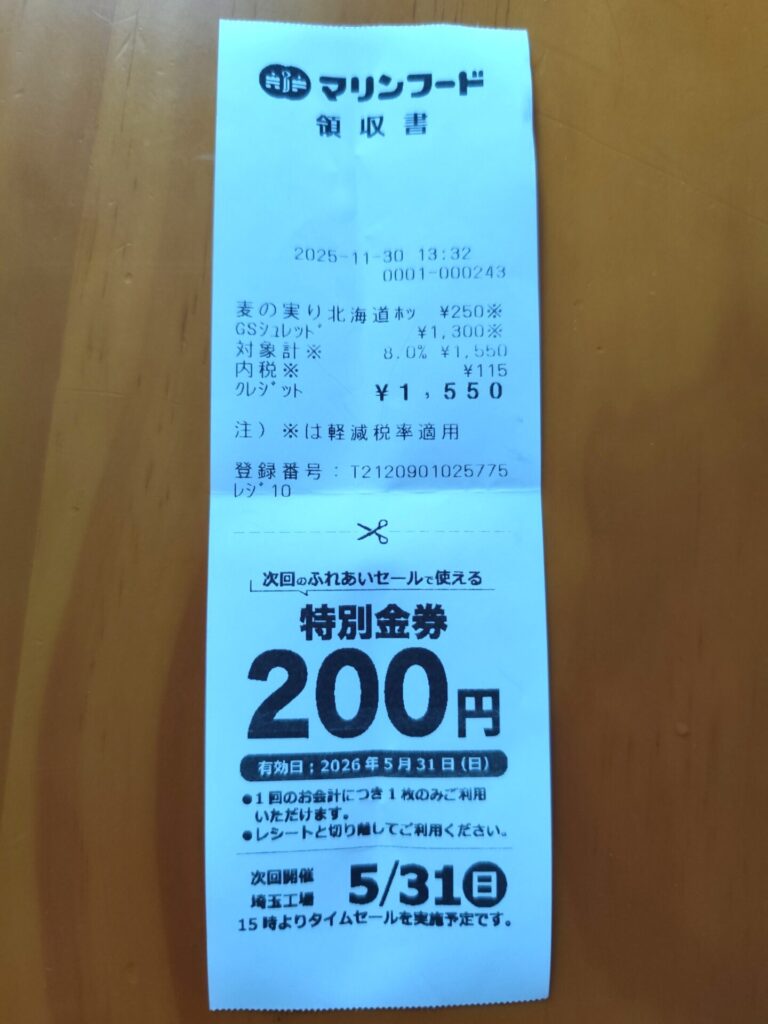 マリンフード
領収書
2025-11-30 13:32
0001-000243
麦の実り北海道ﾎｯ ¥250※
GSｼｭﾚｯﾄﾞ ¥1,300※
対象計※ 8.0% ¥1,550
内税※ ¥115
ｸﾚｼﾞｯﾄ ¥1,550
注)※は軽減税率適用
登録番号:T2120901025775
ﾚｼﾞ10
次回のふれあいセールで使える
特別金券
200円
有効日:2026年5月31日(日)
●1回のお会計につき1枚のみご利用
いただけます。
●レシートと切り離してご利用ください。
次回開催
埼玉工場
5/31日
15時よりタイムセールを実施予定です。